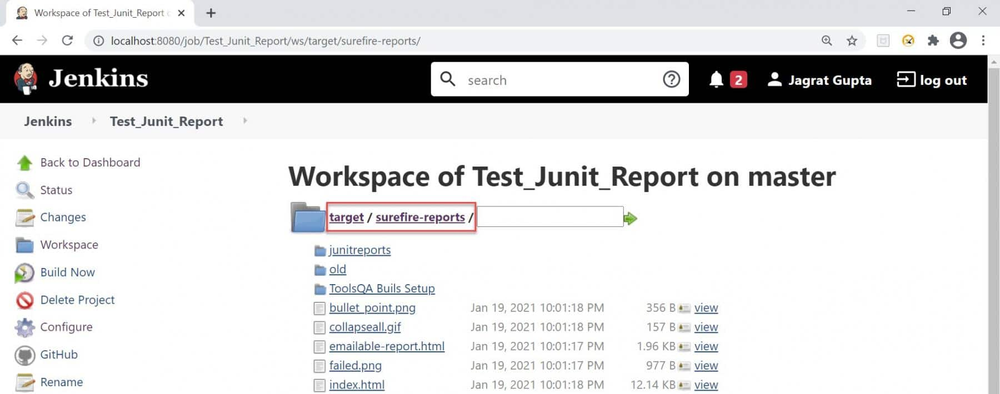 Workspace of Test_Junit_Report
localhost:8080/job/Test_Junit_Report/ws/target/surefire-reports/
Jenkins
search
2
Jagrat Gupta
log out
Jenkins
Test_Junit_Report
Back to Dashboard
Status
Changes
Workspace
Build Now
Delete Project
Configure
GitHub
Rename
Workspace of Test_Junit_Report on master
target / surefire-reports /
junitreports
old
ToolsQA Buils Setup
bullet_point.png Jan 19, 2021 10:01:18 PM 356 B view
collapseall.gif Jan 19, 2021 10:01:18 PM 157 B view
emailable-report.html Jan 19, 2021 10:01:17 PM 1.96 KB view
failed.png Jan 19, 2021 10:01:17 PM 977 B view
index.html Jan 19, 2021 10:01:18 PM 12.14 KB view